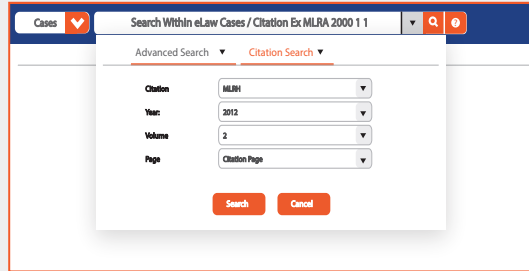 Cases Search Within eLaw Cases / Citation Ex MLRA 2000 1 1
Advanced Search Citation Search
Citation MLRH
Year: 2012
Volume 2
Page Citation Page
Search Cancel